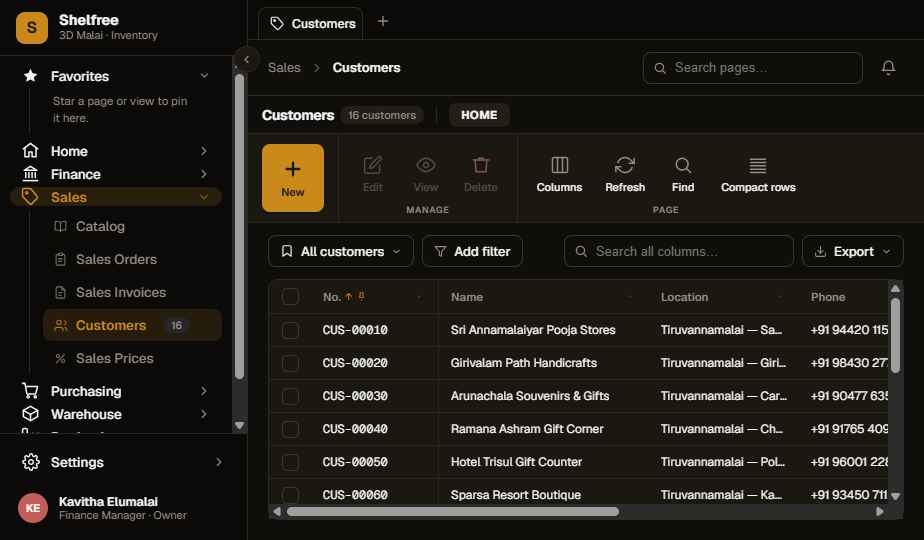 S
Shelfree
3D Malai · Inventory
Favorites
Star a page or view to pin
it here.
Home
Finance
Sales
Catalog
Sales Orders
Sales Invoices
Customers 16
Sales Prices
Purchasing
Warehouse
Settings
KE
Kavitha Elumalai
Finance Manager · Owner
Customers
Sales > Customers
Search pages...
Customers 16 customers HOME
New
Edit View Delete
MANAGE
Columns Refresh Find Compact rows
PAGE
All customers Add filter Search all columns... Export
No. Name Location Phone
CUS-00010 Sri Annamalaiyar Pooja Stores Tiruvannamalai — Sa... +91 94420 115
CUS-00020 Girivalam Path Handicrafts Tiruvannamalai — Giri... +91 98430 27
CUS-00030 Arunachala Souvenirs & Gifts Tiruvannamalai — Car... +91 90477 635
CUS-00040 Ramana Ashram Gift Corner Tiruvannamalai — Ch... +91 91765 409
CUS-00050 Hotel Trisul Gift Counter Tiruvannamalai — Pol... +91 96001 228
CUS-00060 Sparsa Resort Boutique Tiruvannamalai — Ka... +91 93450 711